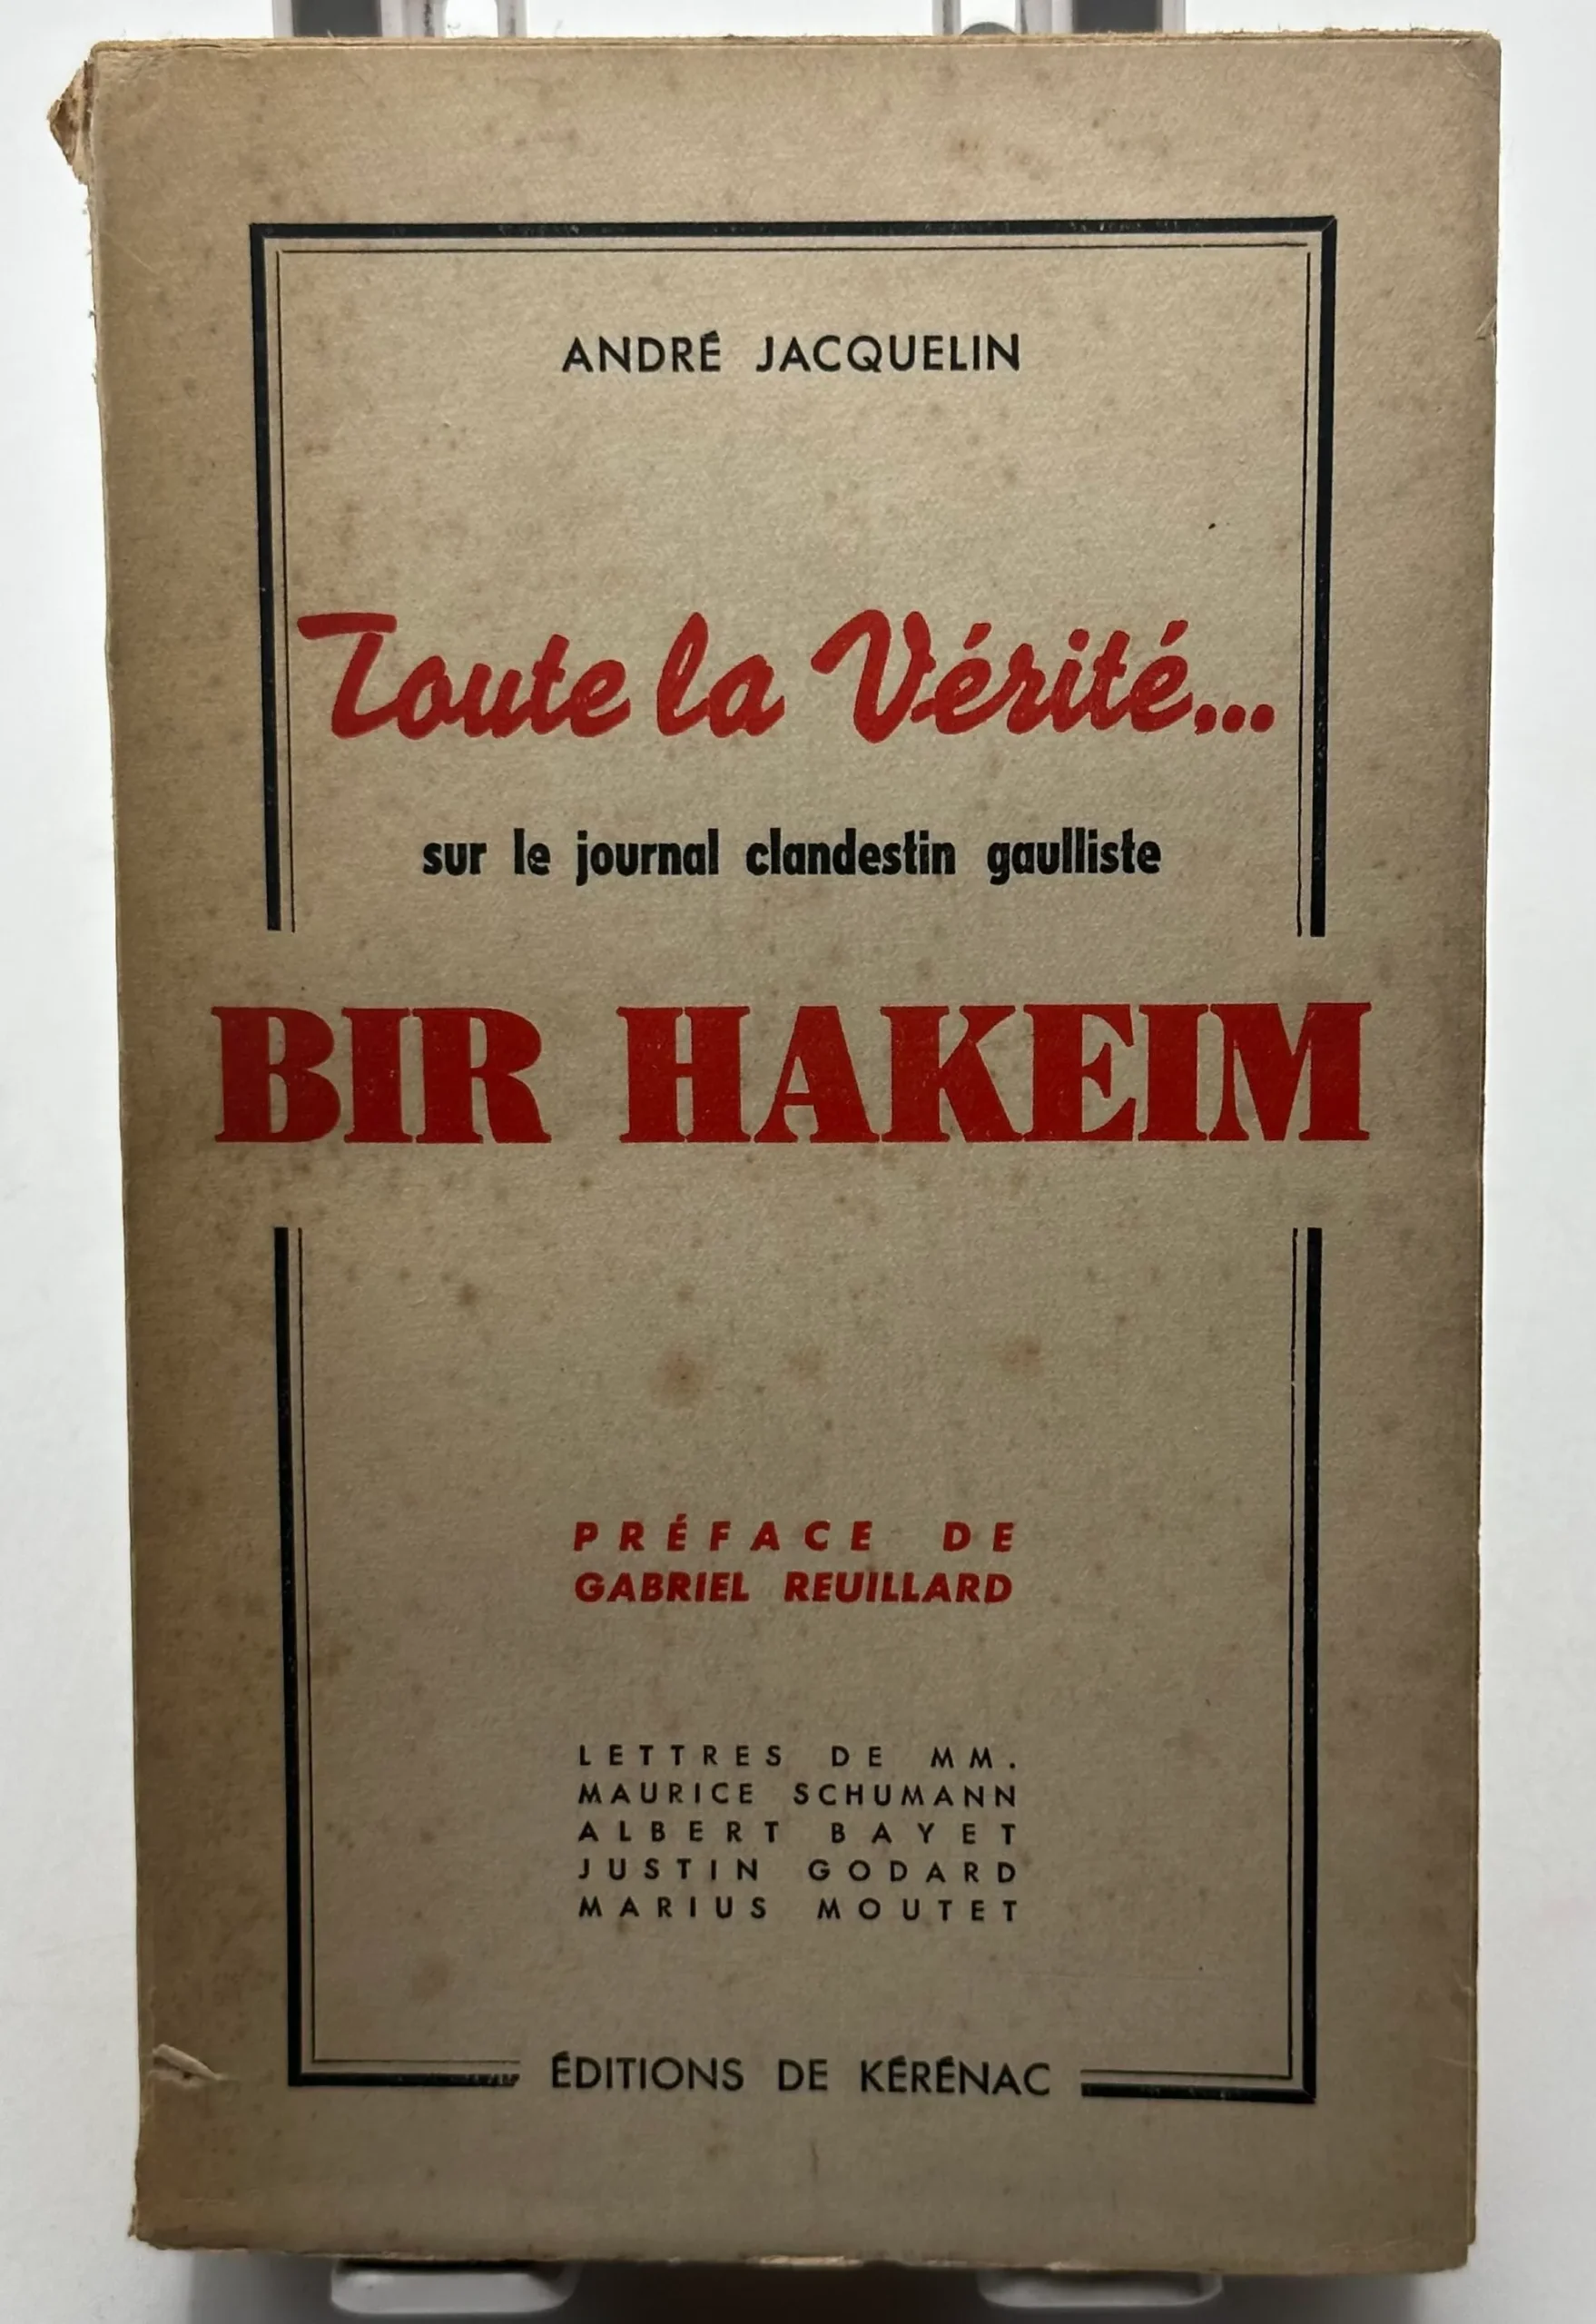 ANDRÉ JACQUELIN
Toute la Vérité...
sur le journal clandestin gaulliste
BIR HAKEIM
PRÉFACE DE
GABRIEL REUILLARD
LETTRES DE MM.
MAURICE SCHUMANN
ALBERT BAYET
JUSTIN GODARD
MARIUS MOUTET
ÉDITIONS DE KÉRÉNAC